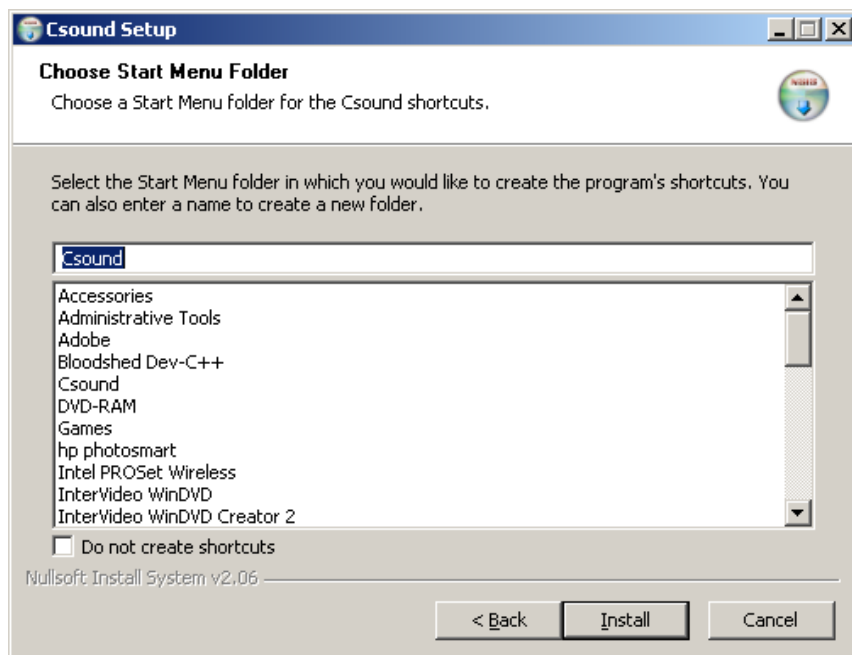 Csound Setup
Choose Start Menu Folder
Choose a Start Menu folder for the Csound shortcuts.
Select the Start Menu folder in which you would like to create the program's shortcuts. You
can also enter a name to create a new folder.
Csound
Accessories
Administrative Tools
Adobe
Bloodshed Dev-C++
Csound
DVD-RAM
Games
hp photosmart
Intel PROSet Wireless
InterVideo WinDVD
InterVideo WinDVD Creator 2
Do not create shortcuts
Nullsoft Install System v2.06
< Back Install Cancel